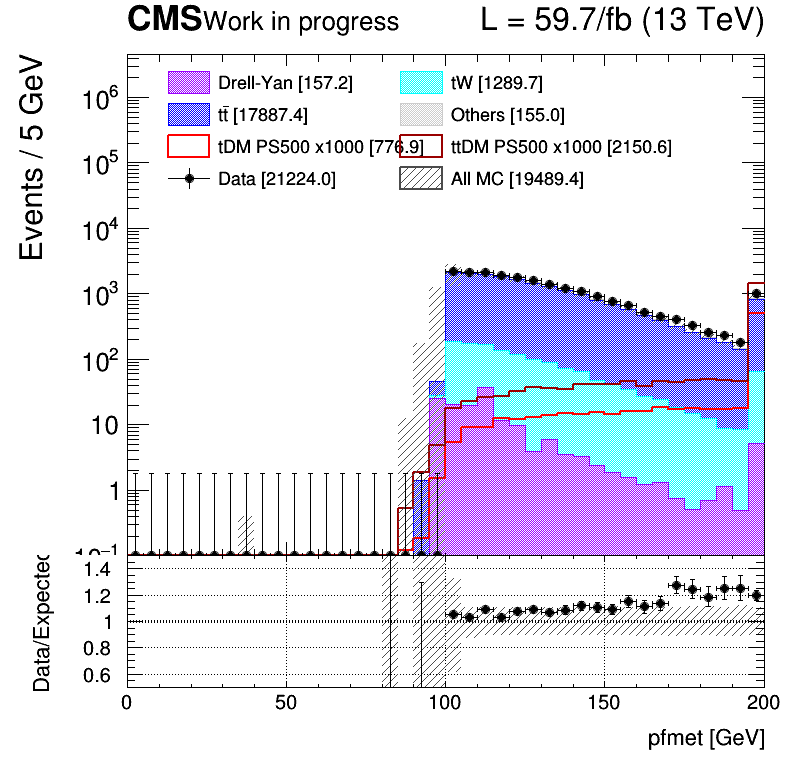 CMS Work in progress L = 59.7/fb (13 TeV)
Events / 5 GeV
Drell-Yan [157.2] tW [1289.7]
tt̄ [17887.4] Others [155.0]
tDM PS500 x1000 [776.9] ttDM PS500 x1000 [2150.6]
Data [21224.0] All MC [19489.4]
10⁶
10⁵
10⁴
10³
10²
10
1
10⁻¹
Data/Expected
1.4
1.2
1
0.8
0.6
0 50 100 150 200
pfmet [GeV]